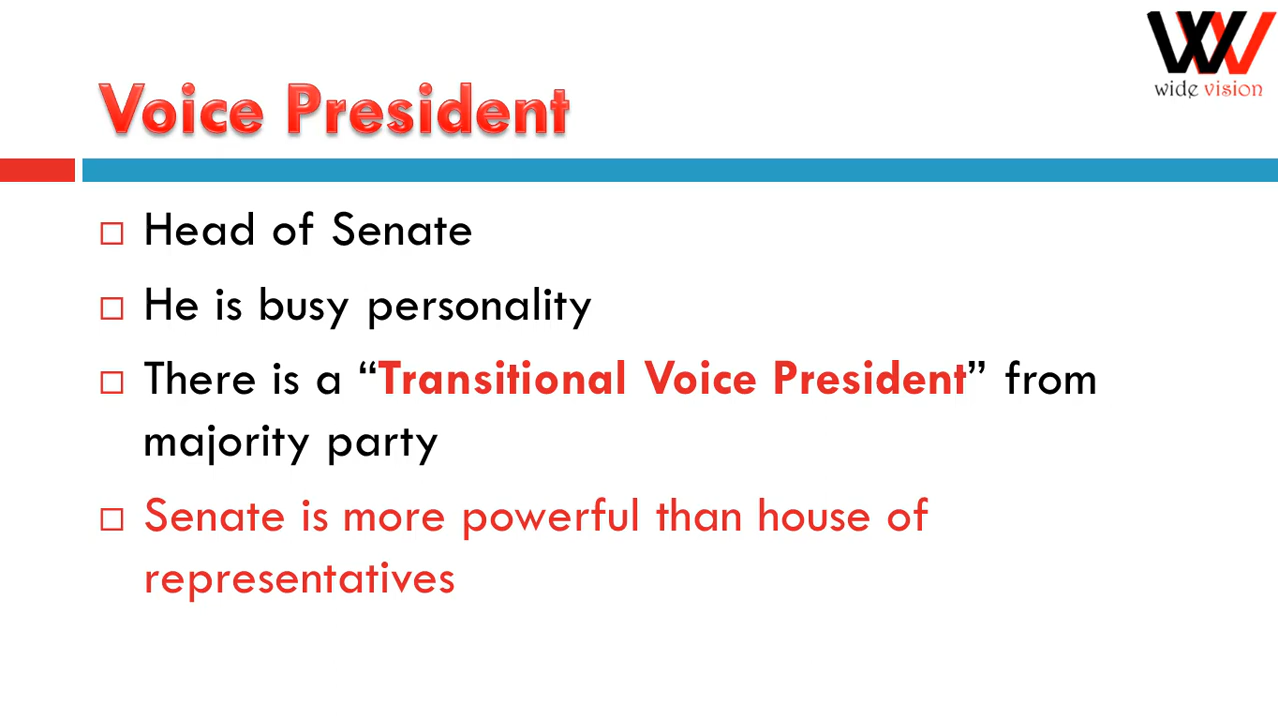 wide vision
Voice President
Head of Senate
He is busy personality
There is a “Transitional Voice President” from
majority party
Senate is more powerful than house of
representatives